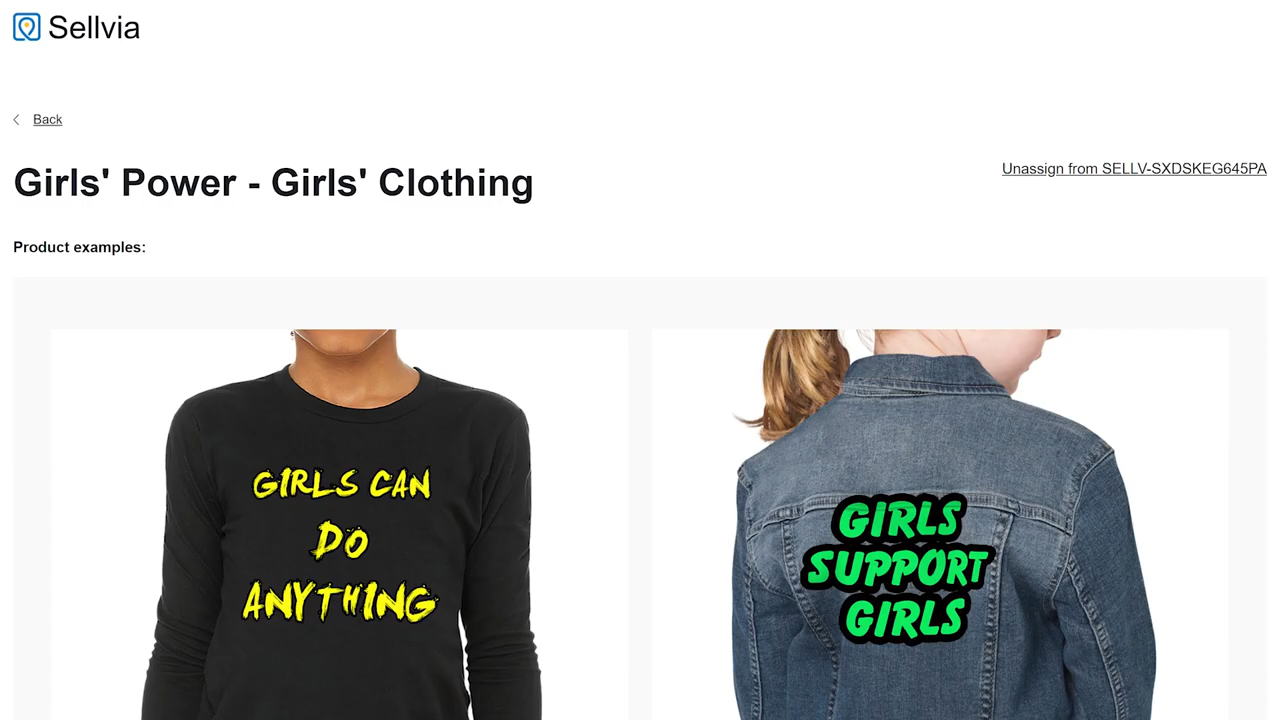 Sellvia
Back
Girls' Power - Girls' Clothing
Unassign from SELLV-SXDSKEG645PA
Product examples:
GIRLS CAN
DO
ANYTHING
GIRLS
SUPPORT
GIRLS